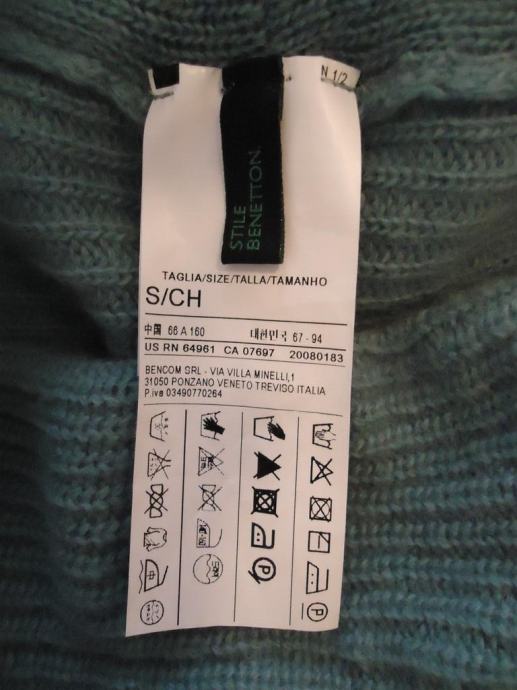 N 1/2
STILE
BENETTON.
TAGLIA/SIZE/TALLA/TAMANHO
S/CH
中国 66 A 160 대한민국 67 - 94
US RN 64961 CA 07697 20080183
BENCOM SRL - VIA VILLA MINELLI,1
31050 PONZANO VENETO TREVISO ITALIA
P.iva 03490770264
P
P